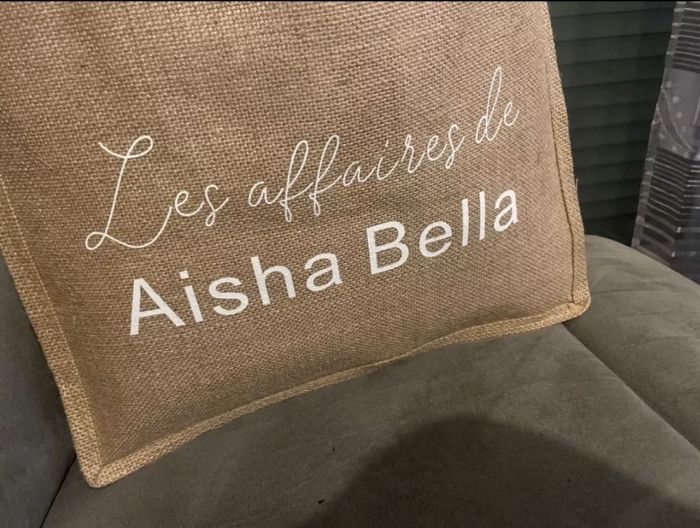 Les affaires de
Aisha Bella